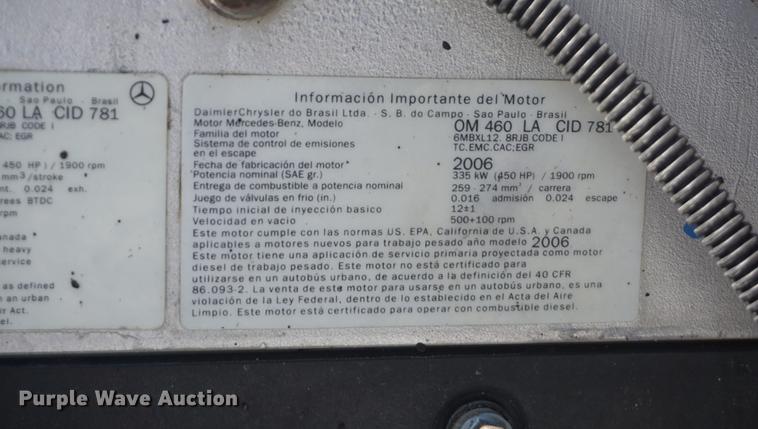 ormation
Sao Paulo · Brasil
60 LA CID 781
8RJB CODE I
AC; EGR
450 HP) / 1900 rpm
mm³/stroke
nt. 0.024 exh.
rees BTDC
rpm
anada
heavy
ervice
as defined
an urban
ir Act.
el.
Información Importante del Motor
DaimlerChrysler do Brasil Ltda. - S. B. do Campo - Sao Paulo - Brasil
Motor Mercedes-Benz, Modelo OM 460 LA CID 781
Familia del motor 6MBXL12. 8RJB CODE I
Sistema de control de emisiones TC.EMC.CAC;EGR
en el escape
Fecha de fabricación del motor 2006
Potencia nominal (SAE gr.) 335 kW (450 HP) / 1900 rpm
Entrega de combustible a potencia nominal 259 - 274 mm³ / carrera
Juego de válvulas en frio (in.) 0.016 admisión 0.024 escape
Tiempo inicial de inyección basico 12±1
Velocidad en vacio 500+100 rpm
Este motor cumple con las normas US. EPA, California de U.S.A. y Canada
aplicables a motores nuevos para trabajo pesado año modelo 2006
Este motor tiene una aplicación de servicio primaria proyectada como motor
diesel de trabajo pesado. Este motor no está certificado para
utilizarse en un autobús urbano, de acuerdo a la definición del 40 CFR
86.093-2. La venta de este motor para usarse en un autobús urbano, es una
violación de la Ley Federal, dentro de lo establecido en el Acta del Aire
Limpio. Este motor está certificado para operar con combustible diesel.
Purple Wave Auction